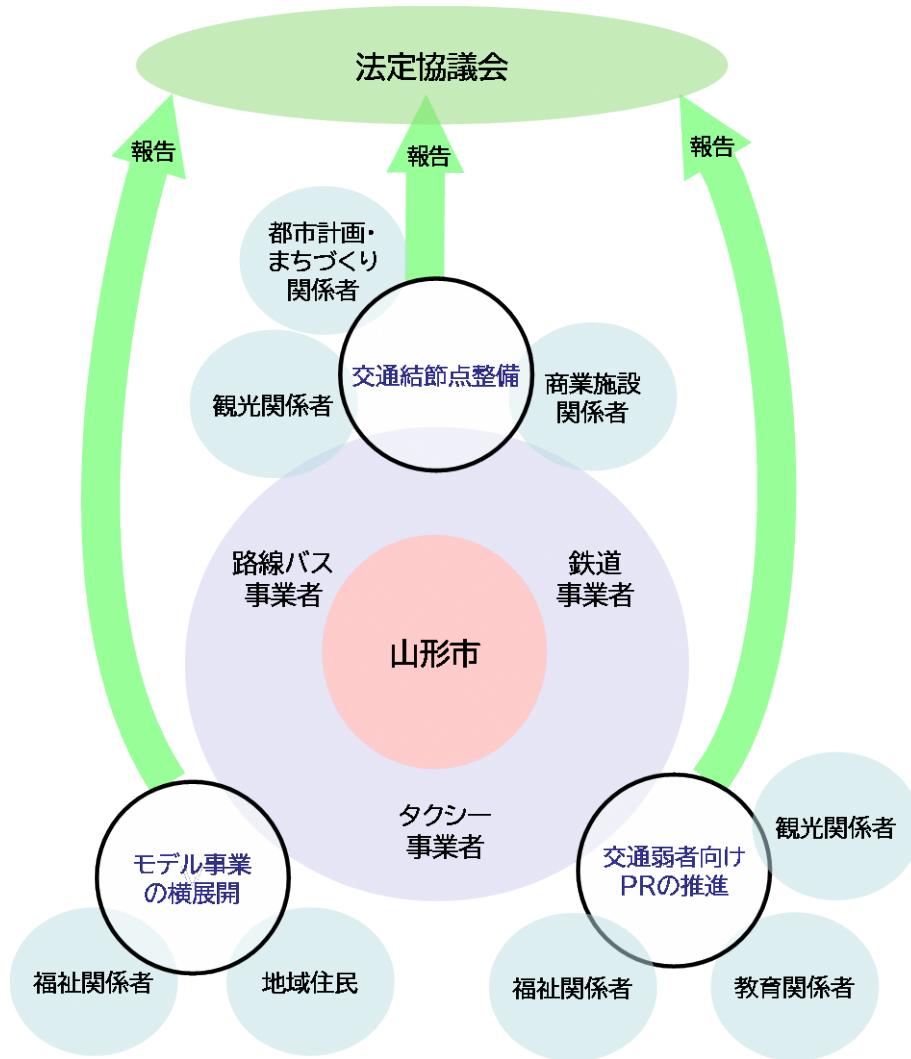 法定協議会
報告
報告
報告
都市計画・
まちづくり
関係者
交通結節点整備
観光関係者
商業施設
関係者
路線バス
事業者
鉄道
事業者
山形市
タクシー
事業者
モデル事業
の横展開
福祉関係者
地域住民
交通弱者向け
PRの推進
観光関係者
福祉関係者
教育関係者